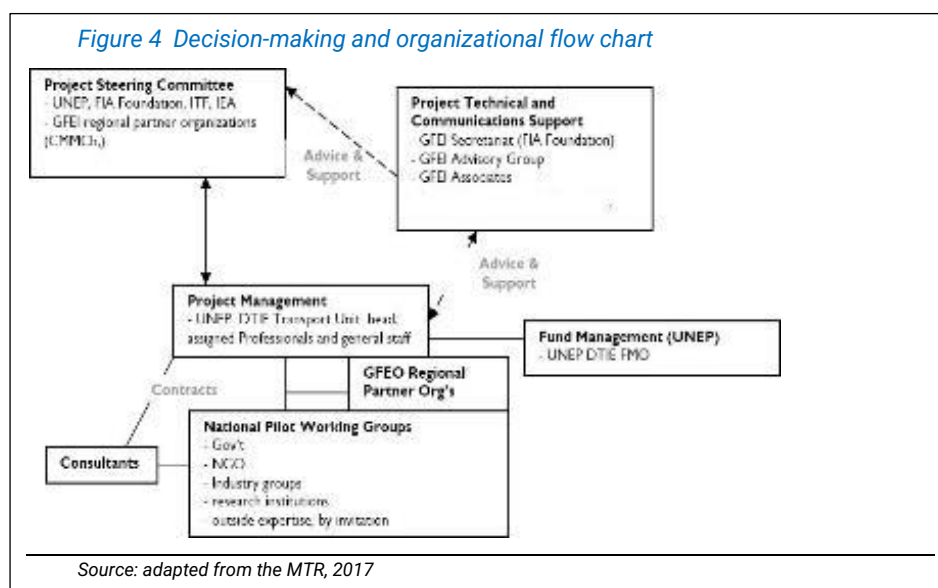 Figure 4 Decision-making and organizational flow chart
Project Steering Committee
- UNEP, FIA Foundation, ITF, IEA
- GFEI regional partner organizations
Project Technical and
Communications Support
- GFEI Secretariat (FIA Foundation)
- GFEI Advisory Group
- GFEI Associates
Advice &
Support
Advice &
Support
Project Management
- UNEP DTIE Transport Unit head,
assigned Professionals and general staff
Fund Management (UNEP)
- UNEP DTIE FMO
GFEO Regional
Partner Org's
Contracts
National Pilot Working Groups
- Gov't
- NGO
- Industry groups
- research institutions
outside expertise, by invitation
Consultants
Source: adapted from the MTR, 2017